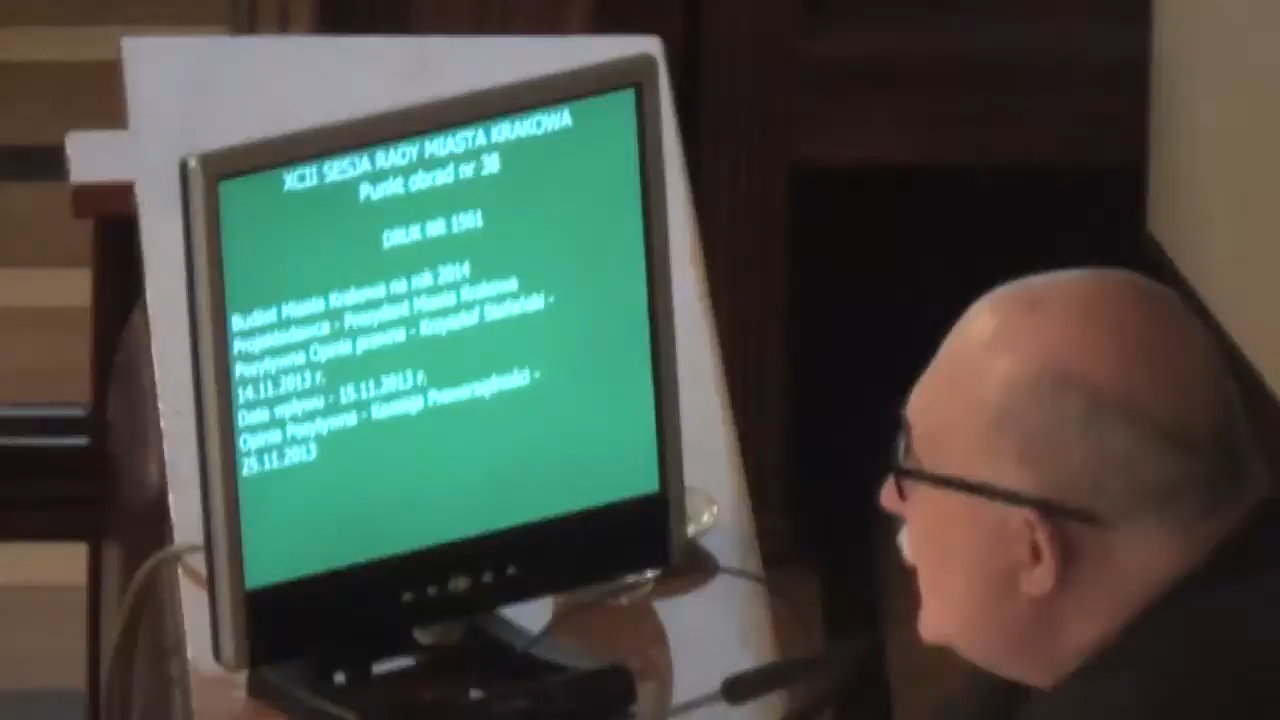 XCII SESJA RADY MIASTA KRAKOWA
Punkt obrad nr 38
DRUK NR 1561
Budżet Miasta Krakowa na rok 2014
Projektodawca - Prezydent Miasta Krakowa
Pozytywna Opinia prawna - Krzysztof -
14.11.2013 r.
Data wpływu - 15.11.2013 r.
Opinia Pozytywna - Komisja Praworządności -
25.11.2013